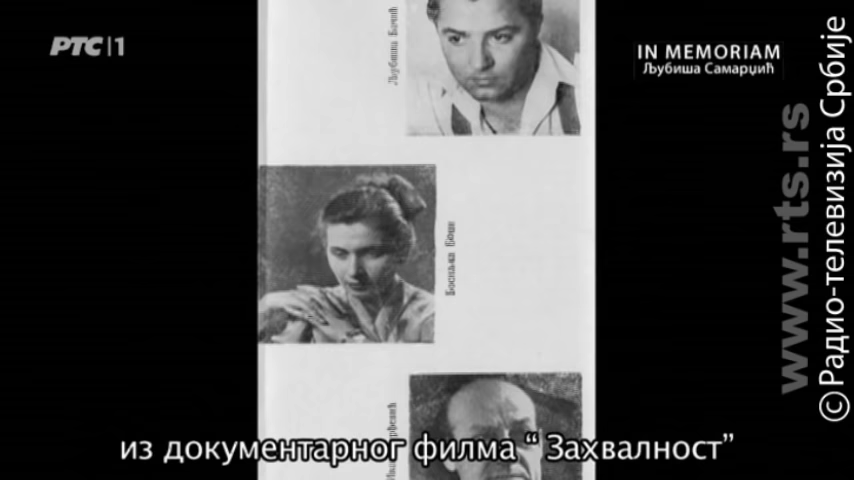 РТС|1
IN MEMORIAM
Љубиша Самарџић
Љубиша Бачић
Босиљка Боци
из документарног филма “ Захвалност”
www.rts.rs
© Радио-телевизија Србије